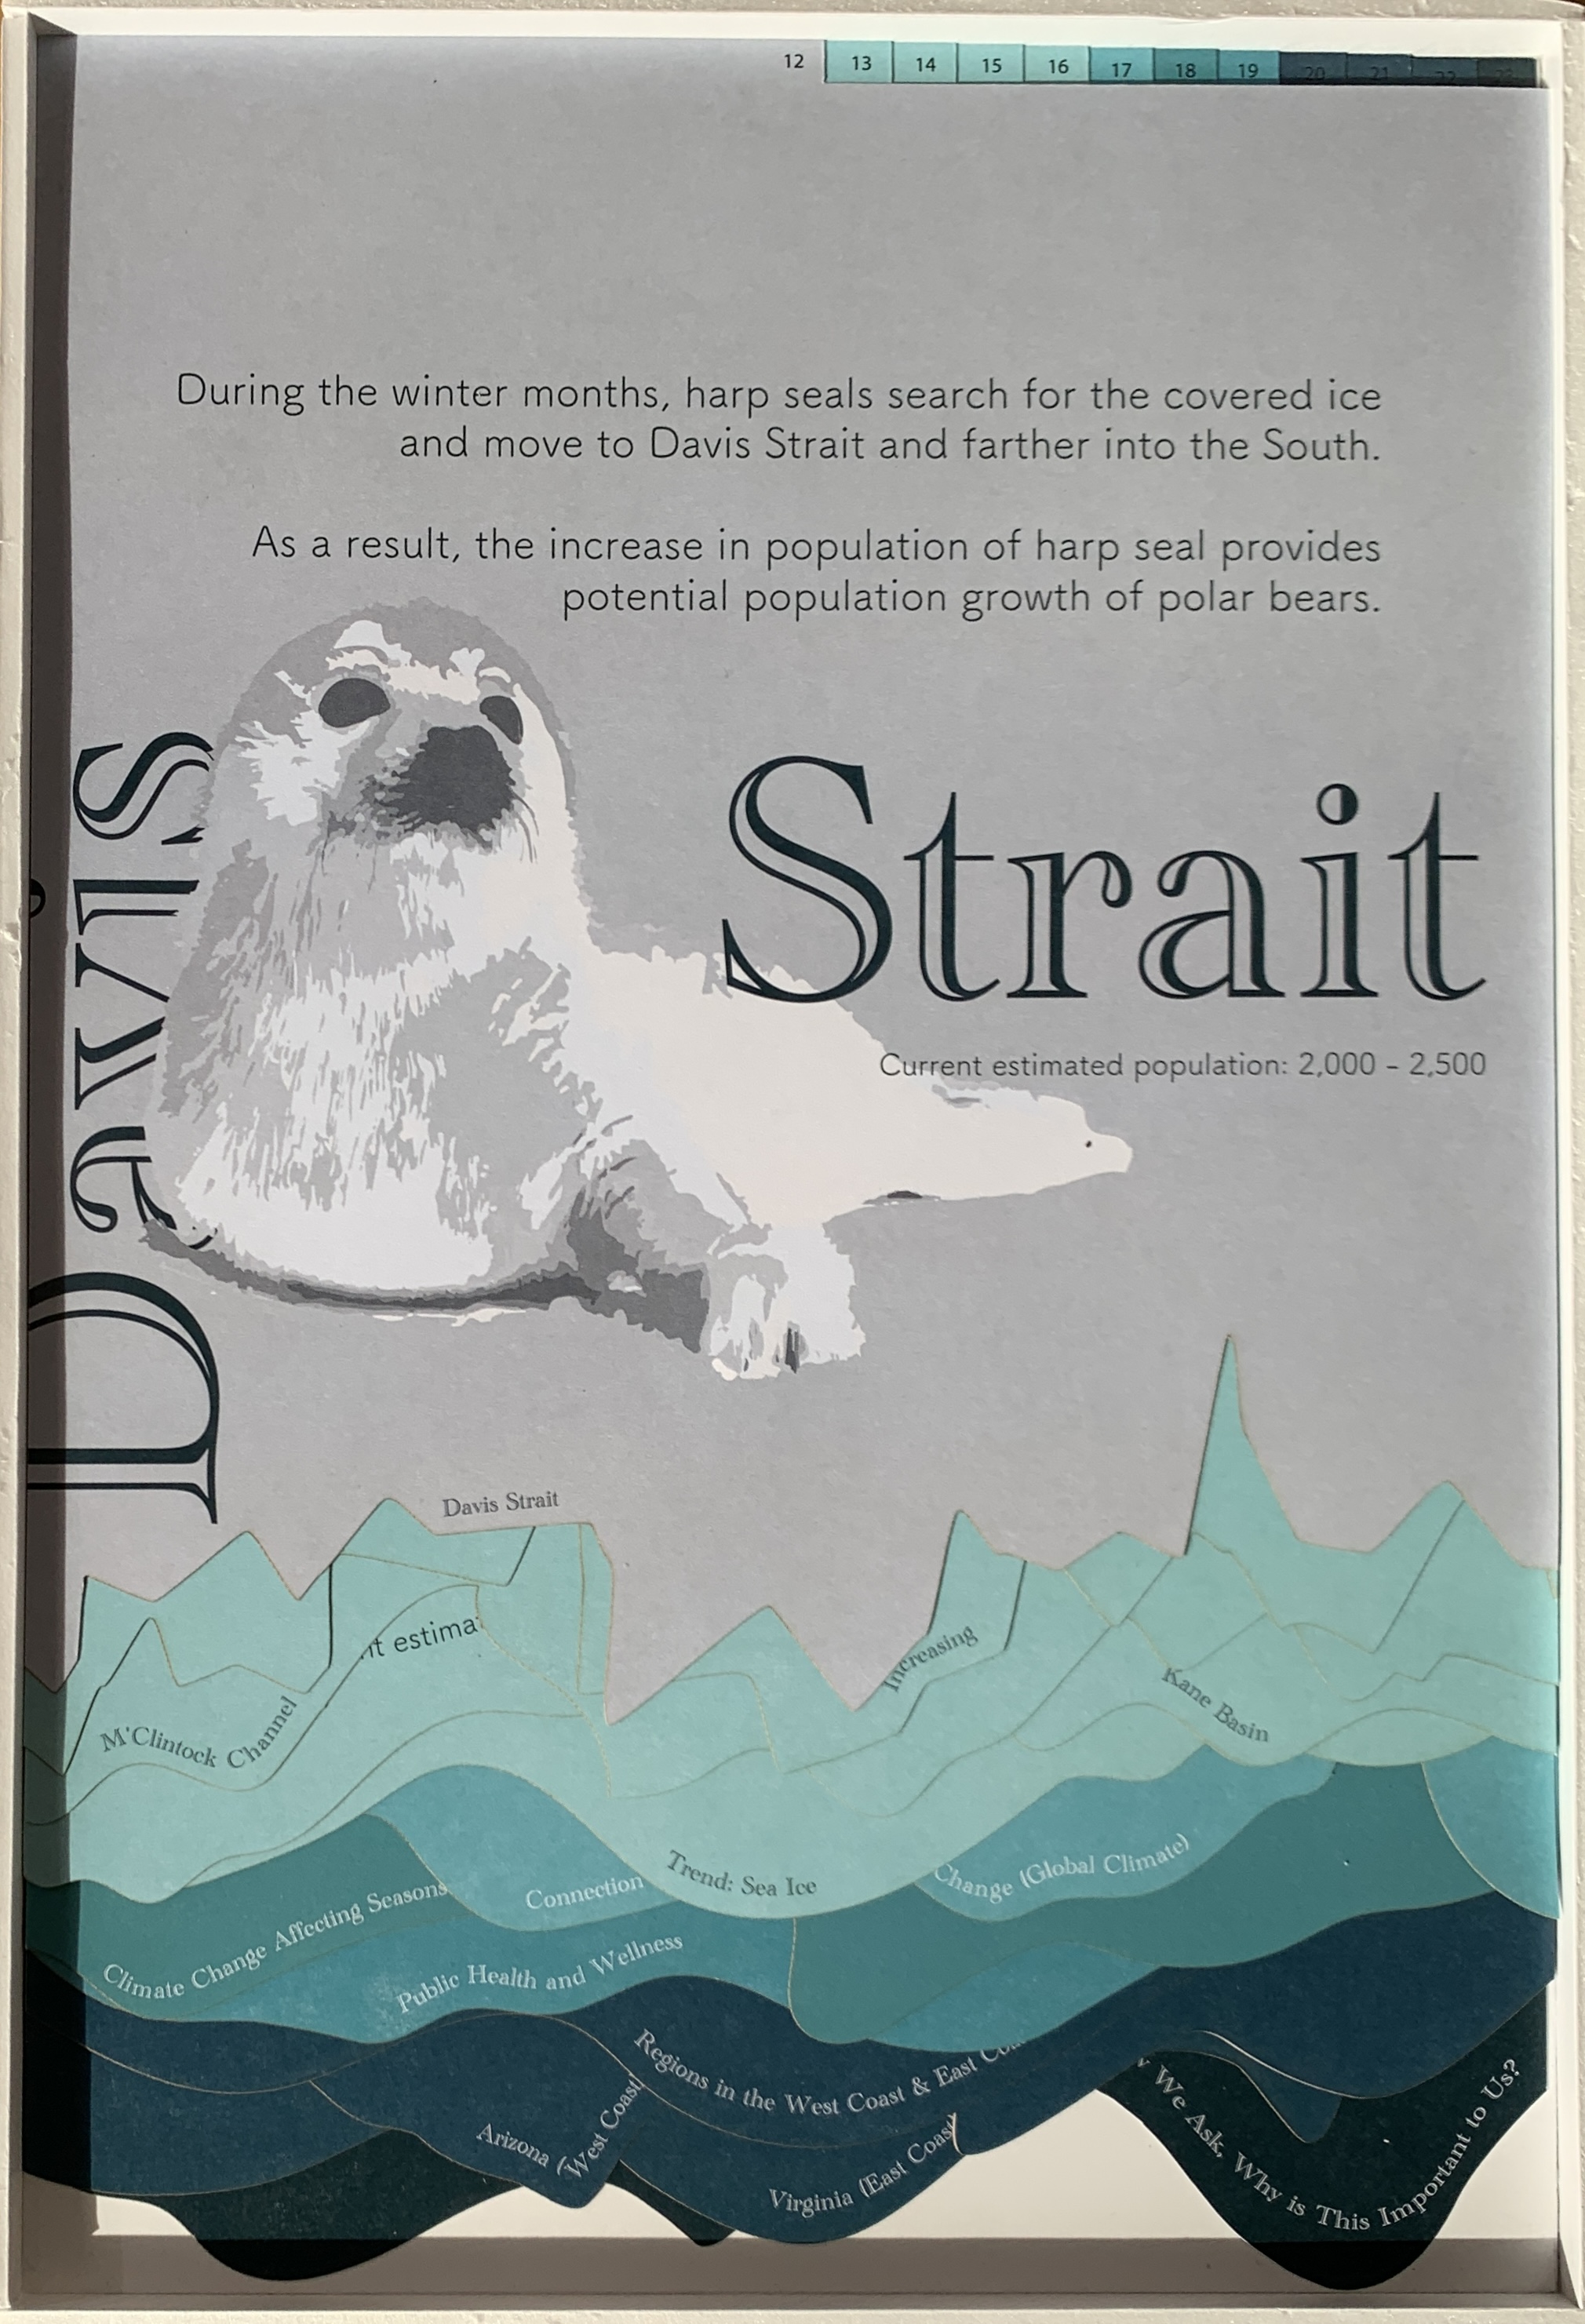 12 13 14 15 16 17 18 19 20 21 22 23
During the winter months, harp seals search for the covered ice
and move to Davis Strait and farther into the South.
As a result, the increase in population of harp seal provides
potential population growth of polar bears.
Davis
Strait
Current estimated population: 2,000 - 2,500
Davis Strait
Increasing
M'Clintock Channel
Kane Basin
Trend: Sea Ice
Change (Global Climate)
Climate Change Affecting Seasons
Connection
Public Health and Wellness
Regions in the West Coast & East
Arizona (West Coast
Virginia (East Coast)
We Ask, Why is This Important to Us?